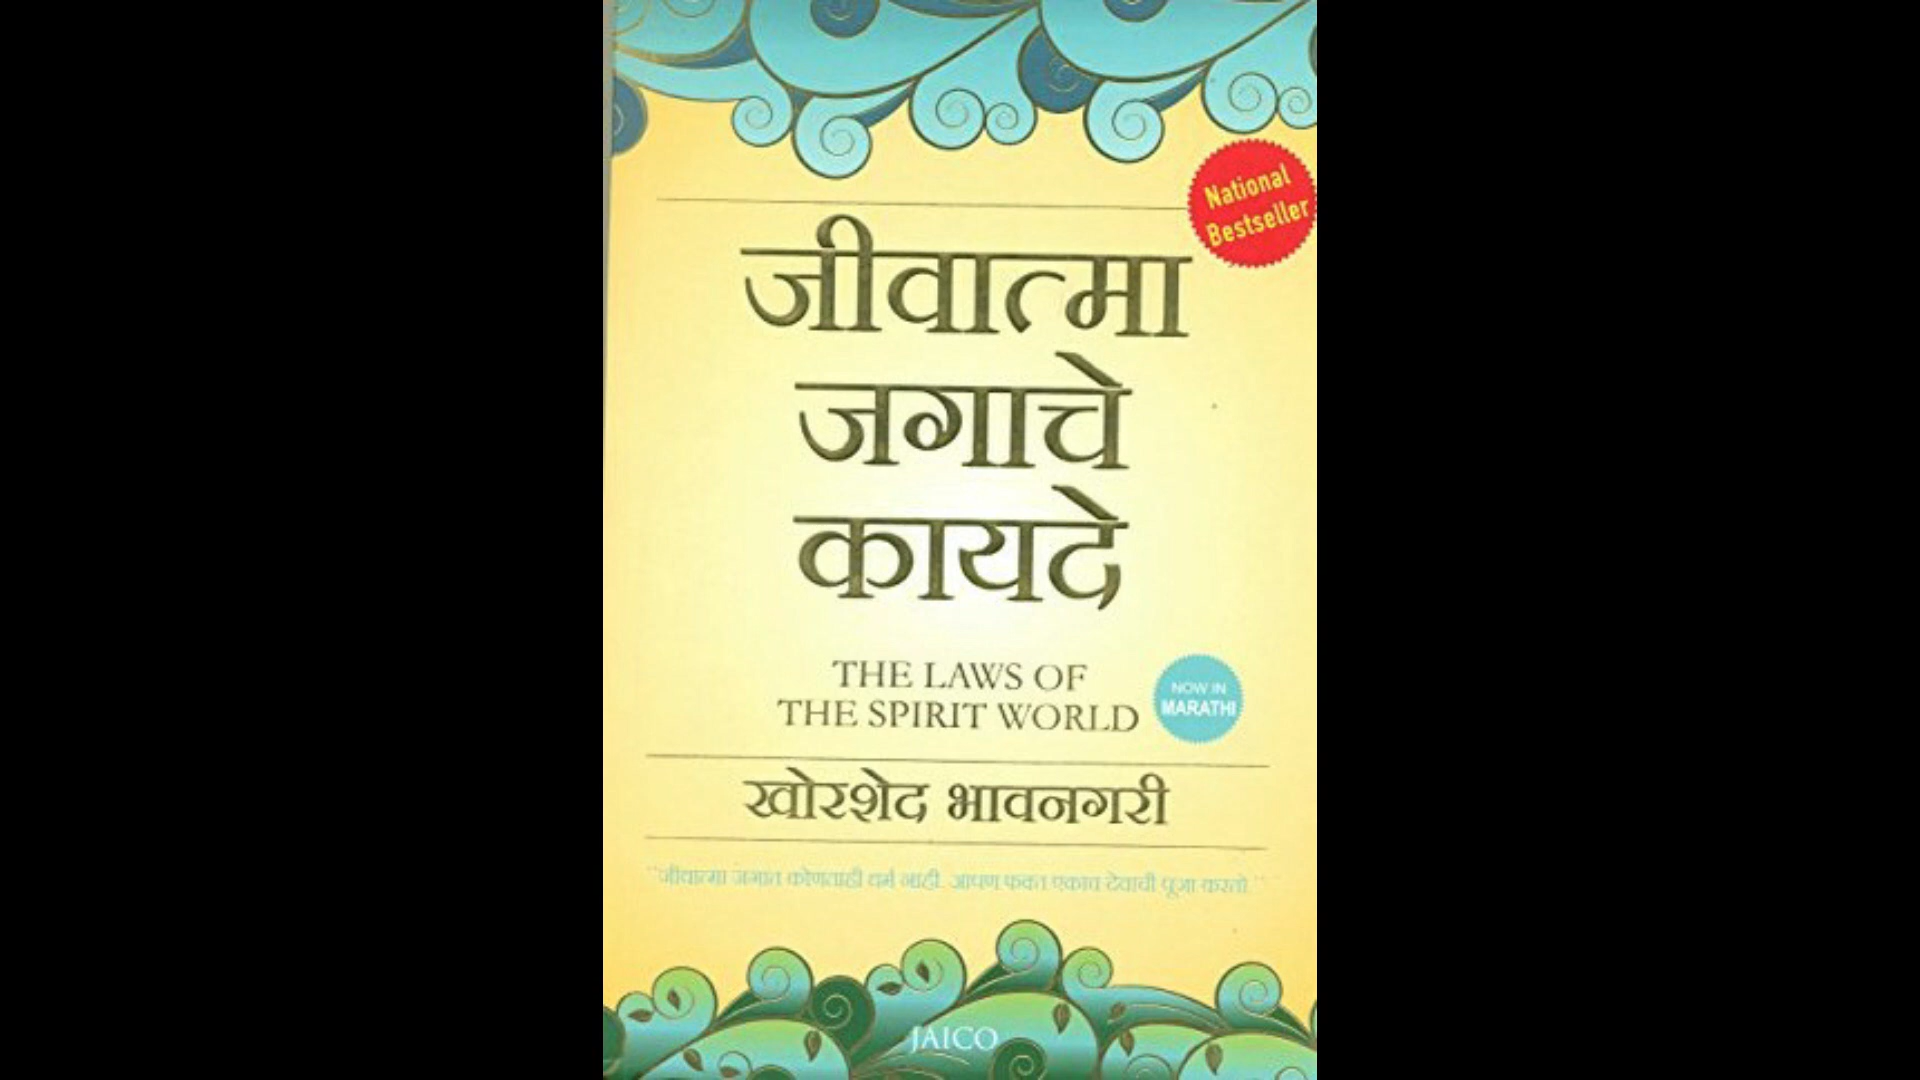 National
Bestseller
जीवात्मा
जगाचे
कायदे
THE LAWS OF
THE SPIRIT WORLD
NOW IN
MARATHI
खोरशेद भावनगरी
"जीवात्मा जगात कोणताही धर्म नाही. आपण फक्त एकाच देवाची पूजा करतो."
JAICO